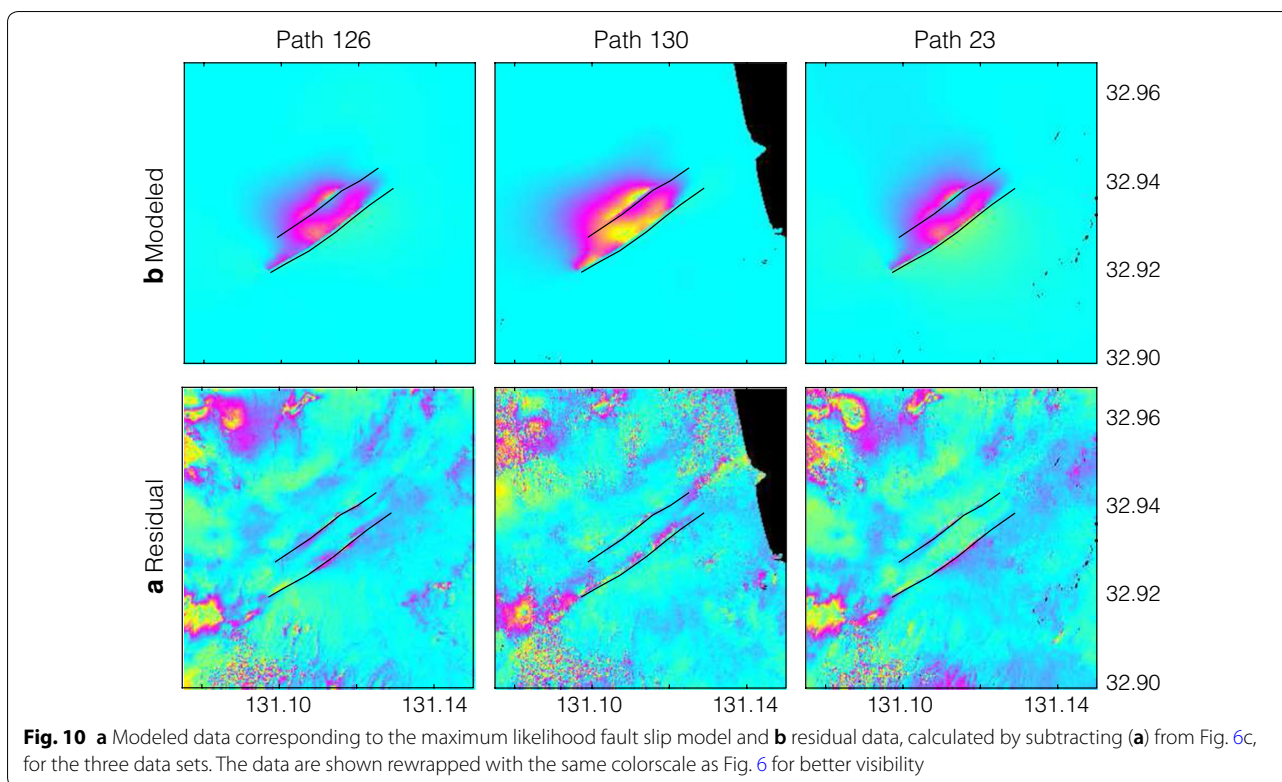 Path 126 Path 130 Path 23
b Modeled
32.96
32.94
32.92
32.90
a Residual
32.96
32.94
32.92
32.90
131.10 131.14 131.10 131.14 131.10 131.14
Fig. 10 a Modeled data corresponding to the maximum likelihood fault slip model and b residual data, calculated by subtracting (a) from Fig. 6c,
for the three data sets. The data are shown rewrapped with the same colorscale as Fig. 6 for better visibility